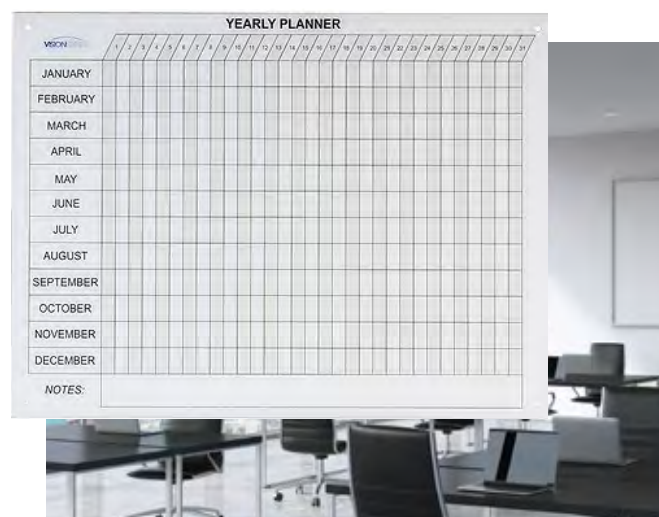 YEARLY PLANNER
VISION
1 2 3 4 5 6 7 8 9 10 11 12 13 14 15 16 17 18 19 20 21 22 23 24 25 26 27 28 29 30 31
JANUARY
FEBRUARY
MARCH
APRIL
MAY
JUNE
JULY
AUGUST
SEPTEMBER
OCTOBER
NOVEMBER
DECEMBER
NOTES: